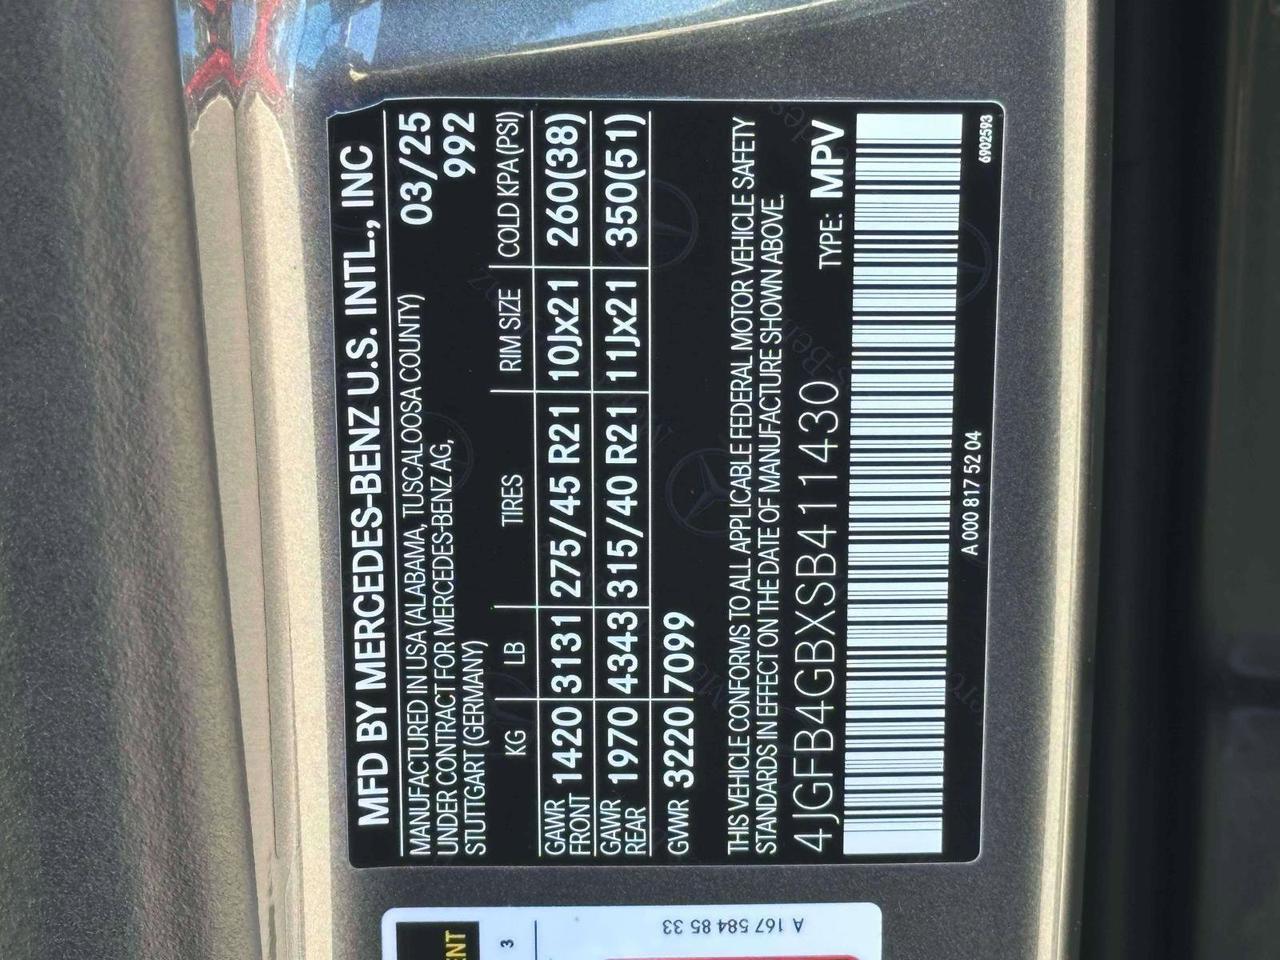 MFD BY MERCEDES-BENZ U.S. INTL., INC
MANUFACTURED IN USA (ALABAMA, TUSCALOOSA COUNTY) 03/25
UNDER CONTRACT FOR MERCEDES-BENZ AG, 992
STUTTGART (GERMANY)
KG LB TIRES RIM SIZE COLD KPA (PSI)
GAWR FRONT 1420 3131 275/45 R21 10Jx21 260(38)
GAWR REAR 1970 4343 315/40 R21 11Jx21 350(51)
GVWR 3220 7099
THIS VEHICLE CONFORMS TO ALL APPLICABLE FEDERAL MOTOR VEHICLE SAFETY
STANDARDS IN EFFECT ON THE DATE OF MANUFACTURE SHOWN ABOVE.
4JGFB4GBXSB411430 TYPE: MPV
A 000 817 52 04
6902593
ENT
3
A 167 584 85 33